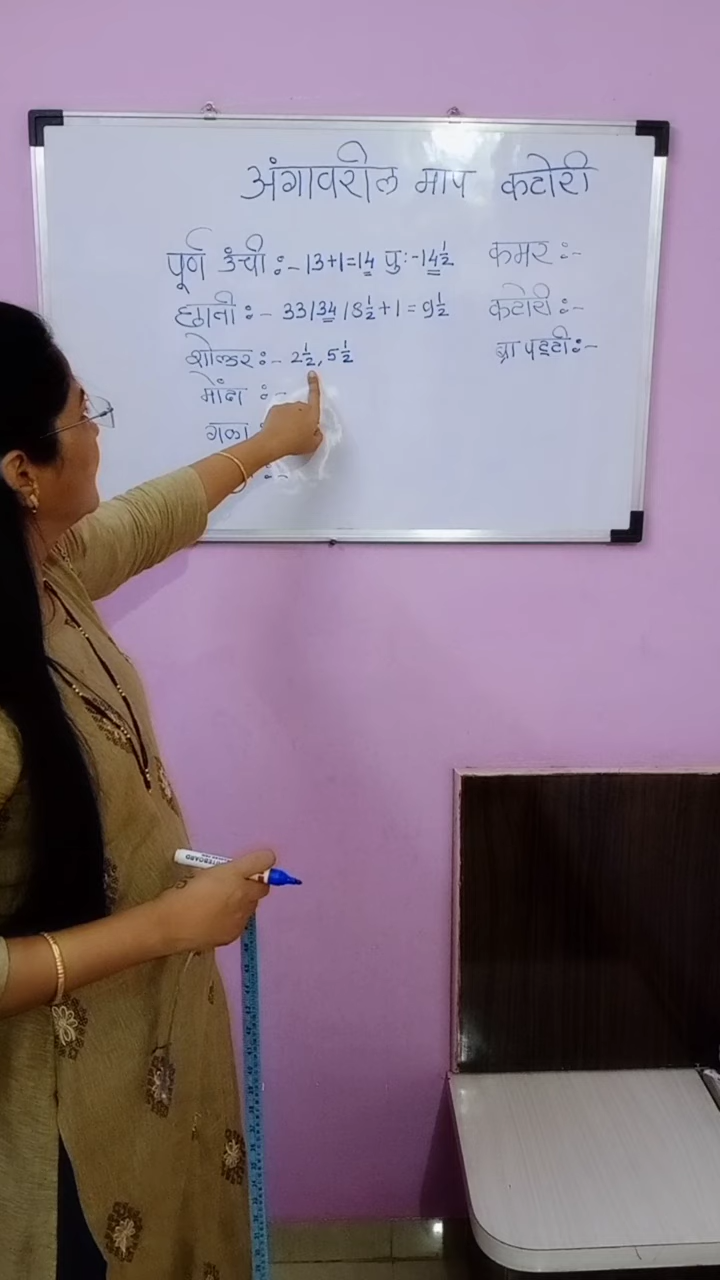 अंगावरील माप कटोरी
पूर्ण उंची :- 13+1=14 पु:-14½
छाती :- 33/34/8½+1=9½
शोल्डर :- 2½, 5½
मोंढा :-
गळा :
:-
कमर :-
कटोरी :-
ब्रा पट्टी :-